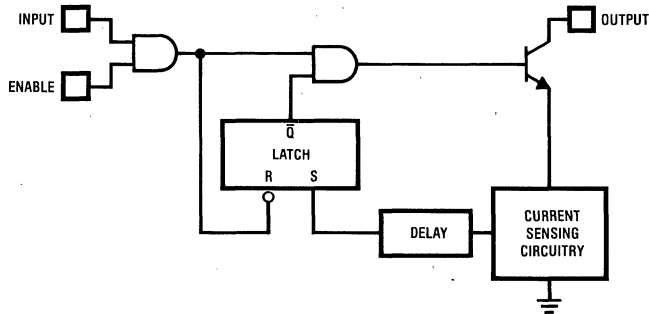 INPUT
OUTPUT
ENABLE
Q̅
LATCH
R S
DELAY
CURRENT
SENSING
CIRCUITRY